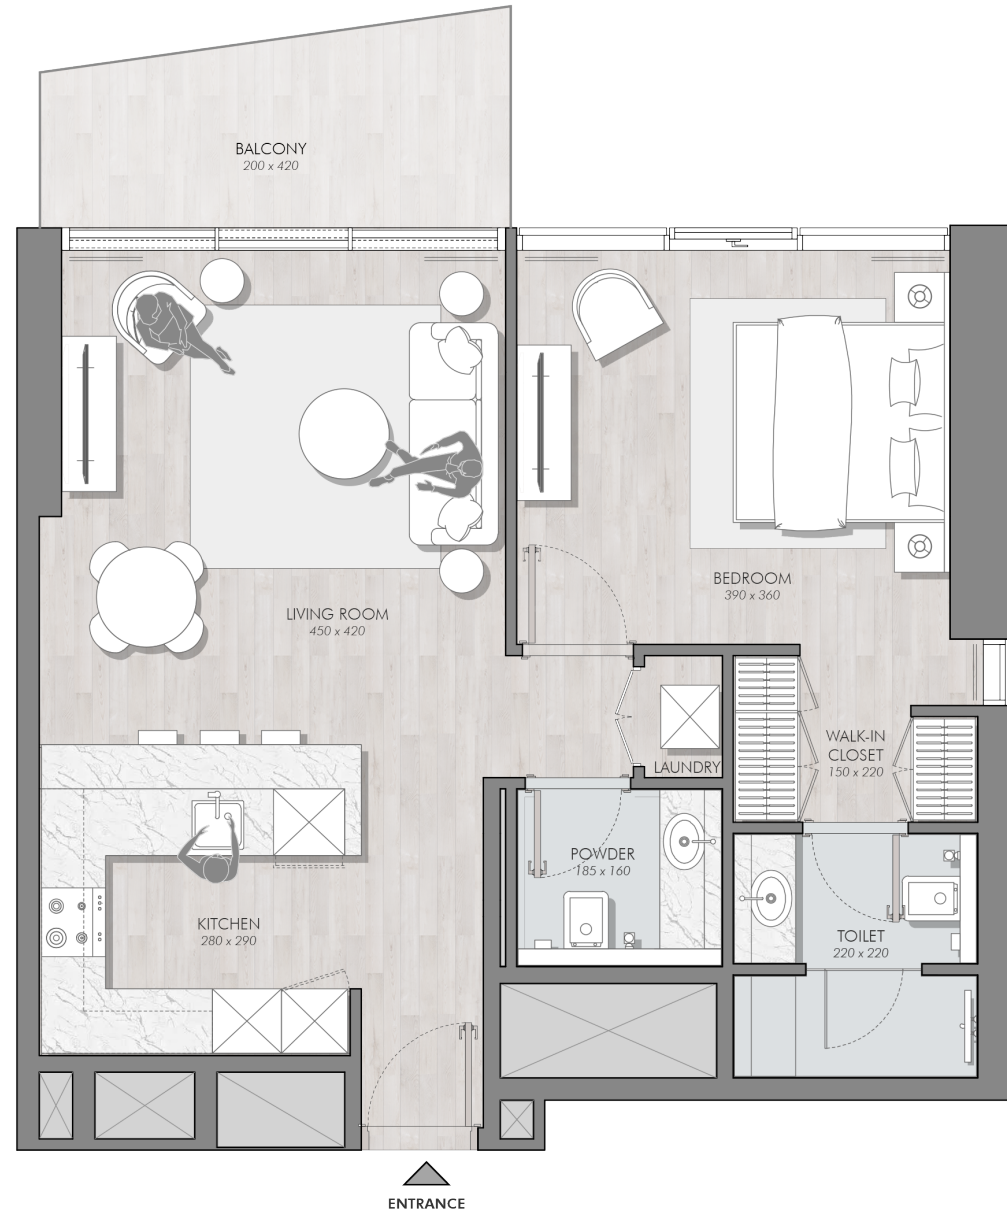 BALCONY
200 x 420
BEDROOM
390 x 360
LIVING ROOM
450 x 420
WALK-IN
CLOSET
150 x 220
LAUNDRY
POWDER
185 x 160
KITCHEN
280 x 290
TOILET
220 x 220
ENTRANCE